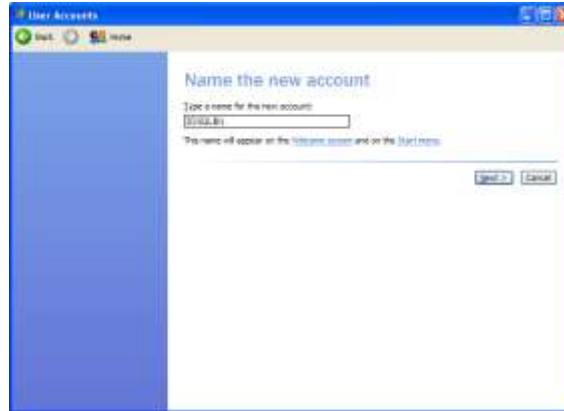 User Accounts
Back Home
Name the new account
Type a name for the new account:
This name will appear on the Welcome screen and on the Start menu.
Next > Cancel